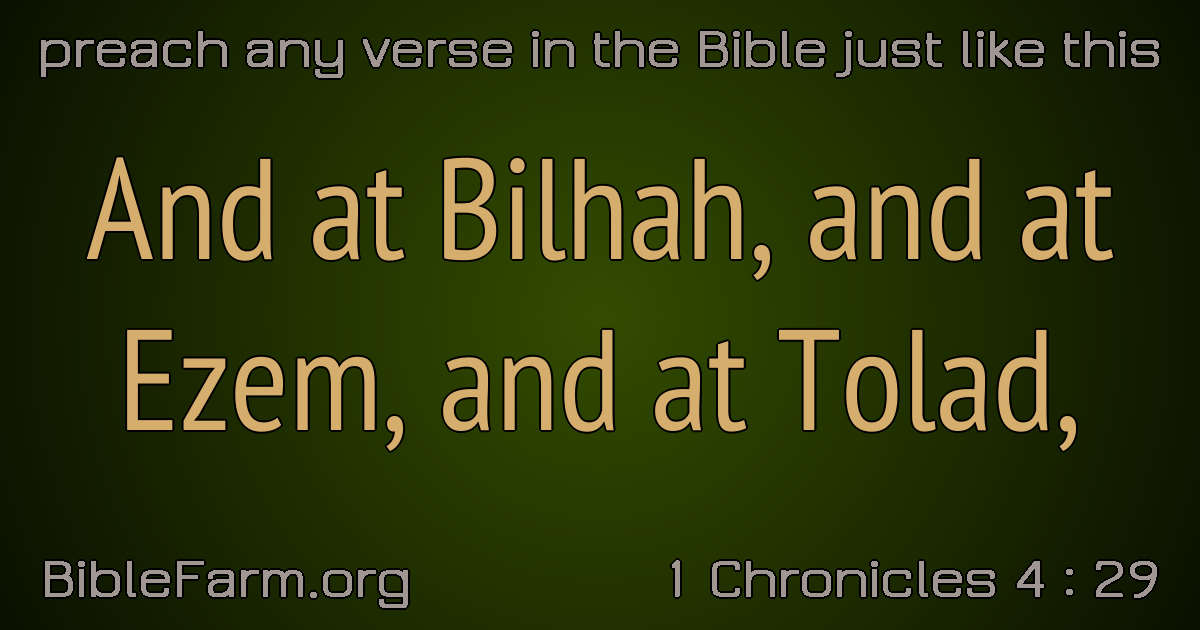 preach any verse in the Bible just like this
And at Bilhah, and at
Ezem, and at Tolad,
BibleFarm.org
1 Chronicles 4 : 29